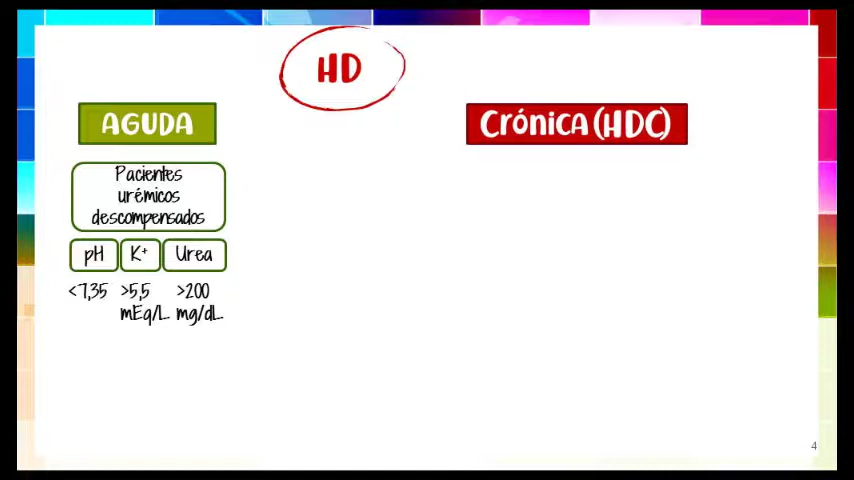 HD
AGUDA
Crónica (HDC)
Pacientes
urémicos
descompensados
pH K⁺ Urea
<7,35 >5,5 >200
mEq/L. mg/dL.
4